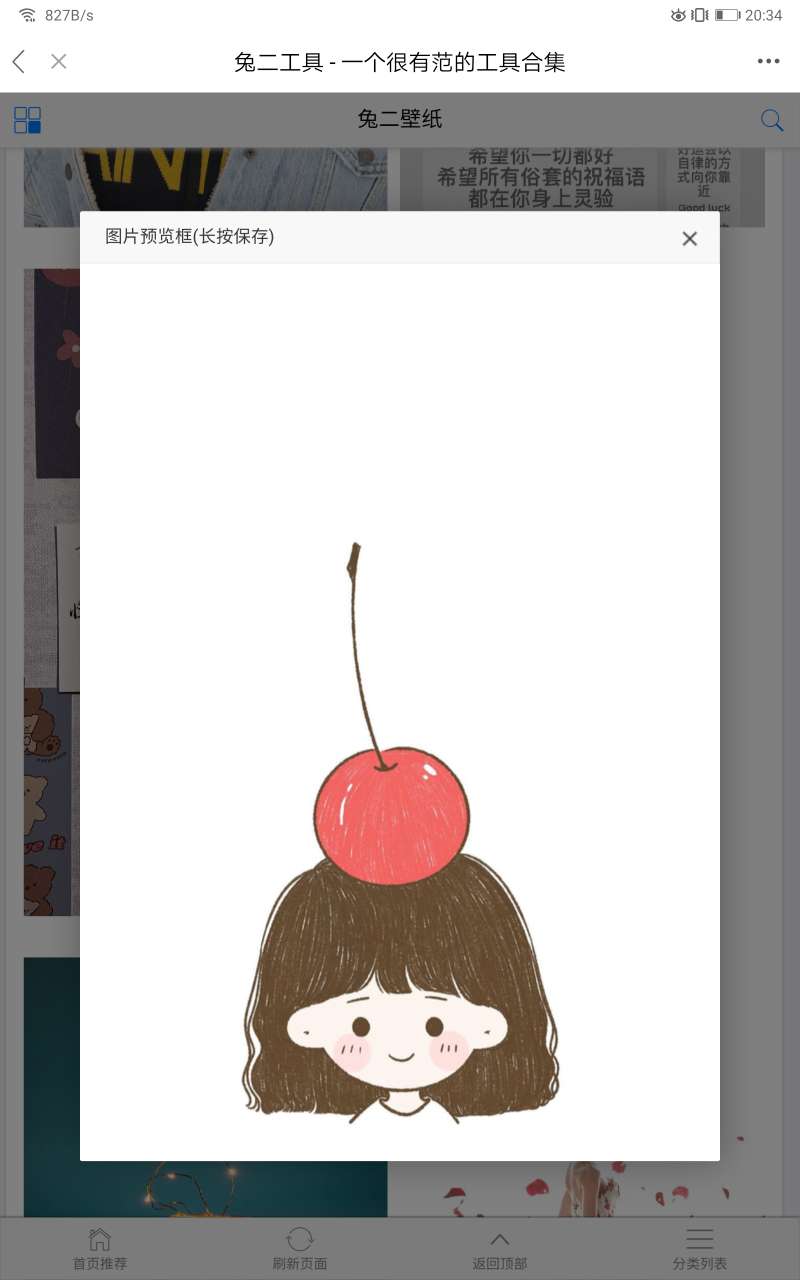 827B/s
20:34
兔二工具 - 一个很有范的工具合集
兔二壁纸
希望你一切都好
希望所有俗套的祝福语
都在你身上灵验
自律的方
式向你靠
近
Good luck
图片预览框(长按保存)
首页推荐
刷新页面
返回顶部
分类列表